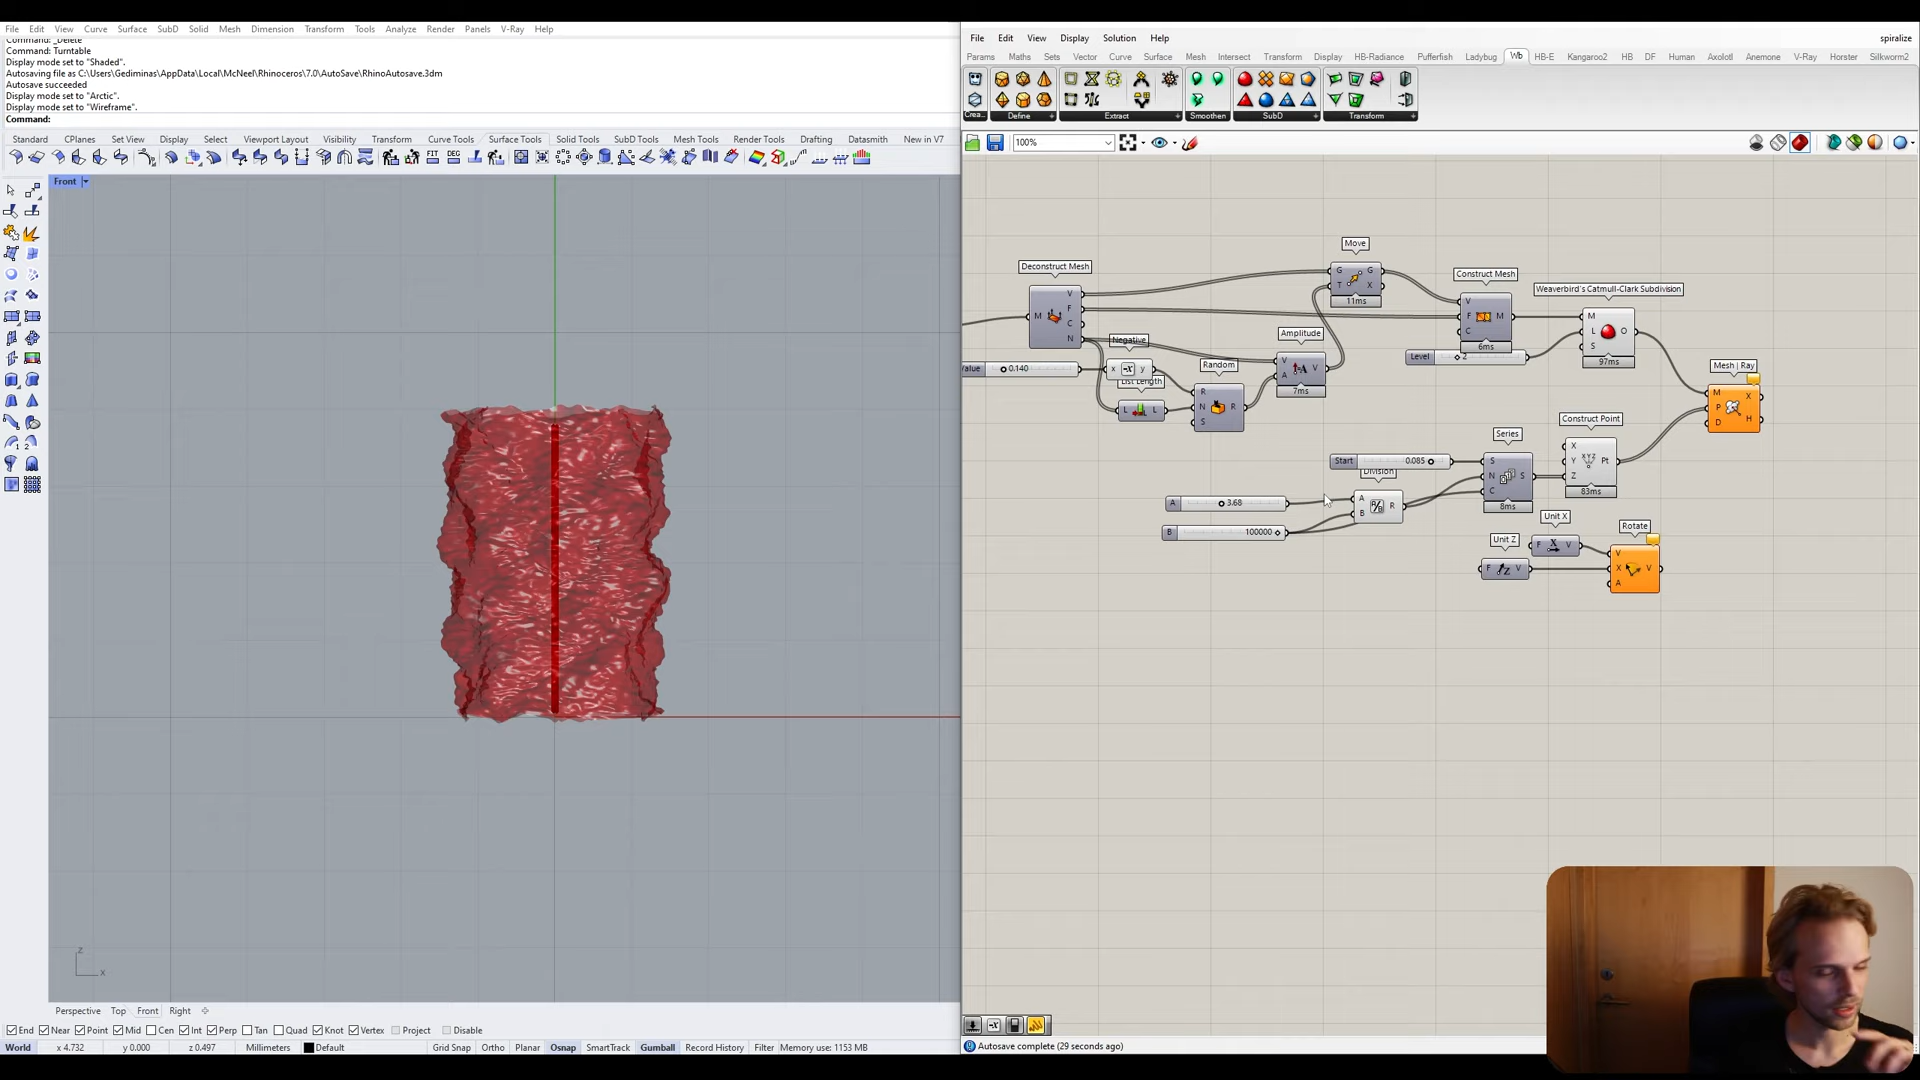 File Edit View Curve Surface SubD Solid Mesh Dimension Transform Tools Analyze Render Panels V-Ray Help
Command: _Delete
Command: Turntable
Display mode set to "Shaded".
Autosaving file as C:\Users\Gediminas\AppData\Local\McNeel\Rhinoceros\7.0\AutoSave\RhinoAutosave.3dm
Autosave succeeded
Display mode set to "Arctic".
Display mode set to "Wireframe".
Command:
Standard CPlanes Set View Display Select Viewport Layout Visibility Transform Curve Tools Surface Tools Solid Tools SubD Tools Mesh Tools Render Tools Drafting Datasmith New in V7
FIT DEG
Front
z
x
Perspective Top Front Right
End Near Point Mid Cen Int Perp Tan Quad Knot Vertex Project Disable
World x 4.732 y 0.000 z 0.497 Millimeters Default Grid Snap Ortho Planar Osnap SmartTrack Gumball Record History Filter Memory use: 1153 MB
File Edit View Display Solution Help spiralize
Params Maths Sets Vector Curve Surface Mesh Intersect Transform Display HB-Radiance Pufferfish Ladybug Wb HB-E Kangaroo2 HB DF Human Axolotl Anemone V-Ray Horster Silkworm2
Crea... Define Extract Smoothen SubD Transform
100%
Move
G T G X
11ms
Deconstruct Mesh
M V F C N
Construct Mesh
V F C M
6ms
Weaverbird's Catmull-Clark Subdivision
M L S O
97ms
Negative
x -x y
Value 0.140
List Length
L L
Random
R N S R
Amplitude
V A V
7ms
Level 2
Mesh | Ray
M P D X H
Construct Point
X Y Z Pt
83ms
Series
S N C S
8ms
Start 0.085
Division
A B R
A 3.68
B 100000
Unit X
F X V
Unit Z
F Z V
Rotate
V X A V
Autosave complete (29 seconds ago)